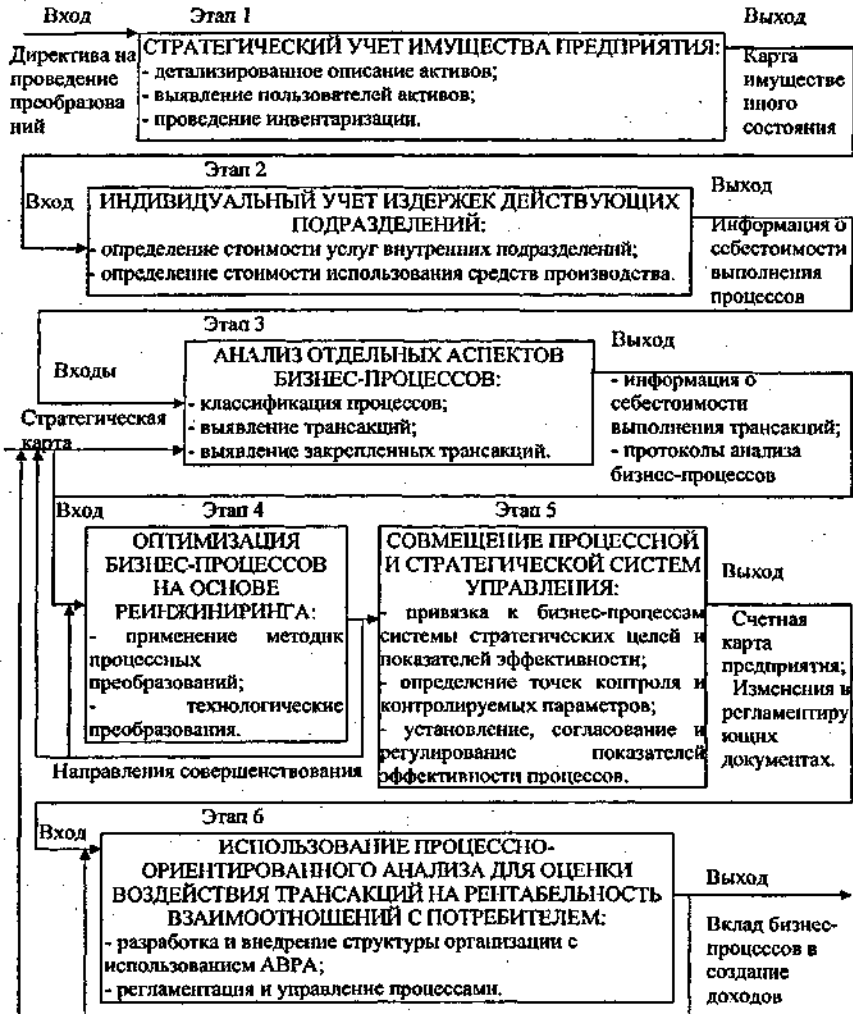 Вход
Этап 1
Выход
Директива на
проведение
преобразова
ний
СТРАТЕГИЧЕСКИЙ УЧЕТ ИМУЩЕСТВА ПРЕДПРИЯТИЯ:
- детализированное описание активов;
- выявление пользователей активов;
- проведение инвентаризации.
Карта
имуществе
нного
состояния
Этап 2
Вход
Выход
ИНДИВИДУАЛЬНЫЙ УЧЕТ ИЗДЕРЖЕК ДЕЙСТВУЮЩИХ
ПОДРАЗДЕЛЕНИЙ:
- определение стоимости услуг внутренних подразделений;
- определение стоимости использования средств производства.
Информация о
себестоимости
выполнения
процессов
Этап 3
Входы
Выход
Стратегическая
карта
АНАЛИЗ ОТДЕЛЬНЫХ АСПЕКТОВ
БИЗНЕС-ПРОЦЕССОВ:
- классификация процессов;
- выявление трансакций;
- выявление закрепленных трансакций.
- информация о
себестоимости
выполнения трансакций;
- протоколы анализа
бизнес-процессов
Вход
Этап 4
Этап 5
Выход
ОПТИМИЗАЦИЯ
БИЗНЕС-ПРОЦЕССОВ
НА ОСНОВЕ
РЕИНЖИНИРИНГА:
- применение методик
процессных
преобразований;
- технологические
преобразования.
СОВМЕЩЕНИЕ ПРОЦЕССНОЙ
И СТРАТЕГИЧЕСКОЙ СИСТЕМ
УПРАВЛЕНИЯ:
- привязка к бизнес-процессам
системы стратегических целей и
показателей эффективности;
- определение точек контроля и
контролируемых параметров;
- установление, согласование и
регулирование показателей
эффективности процессов.
Счетная
карта
предприятия;
Изменения в
регламентиру
ющих
документах.
Направления совершенствования
Этап 6
Вход
Выход
ИСПОЛЬЗОВАНИЕ ПРОЦЕССНО-
ОРИЕНТИРОВАННОГО АНАЛИЗА ДЛЯ ОЦЕНКИ
ВОЗДЕЙСТВИЯ ТРАНСАКЦИЙ НА РЕНТАБЕЛЬНОСТЬ
ВЗАИМООТНОШЕНИЙ С ПОТРЕБИТЕЛЕМ:
- разработка и внедрение структуры организации с
использованием АВРА;
- регламентация и управление процессами.
Вклад бизнес-
процессов в
создание
доходов